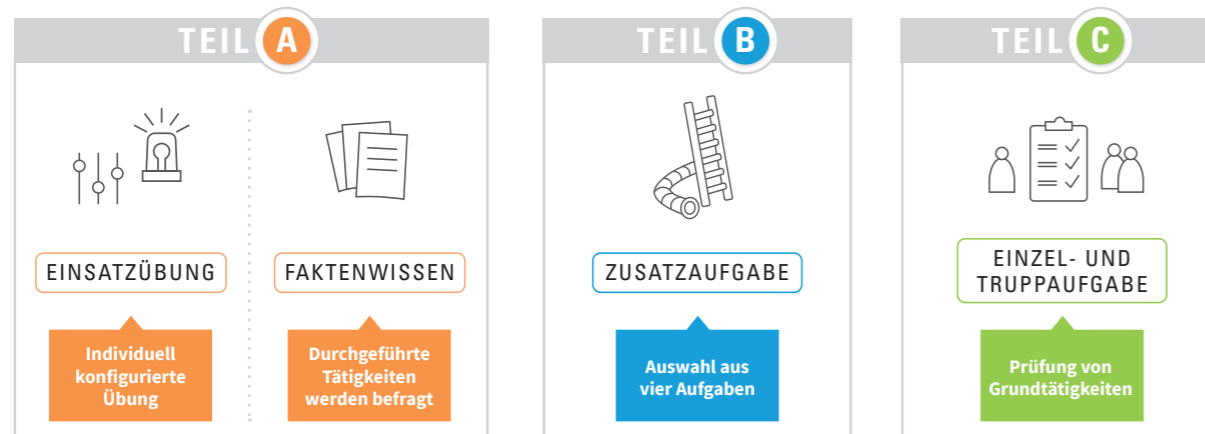 TEIL A
EINSATZÜBUNG
Individuell
konfigurierte
Übung
FAKTENWISSEN
Durchgeführte
Tätigkeiten
werden befragt
TEIL B
ZUSATZAUFGABE
Auswahl aus
vier Aufgaben
TEIL C
EINZEL- UND
TRUPPAUFGABE
Prüfung von
Grundtätigkeiten